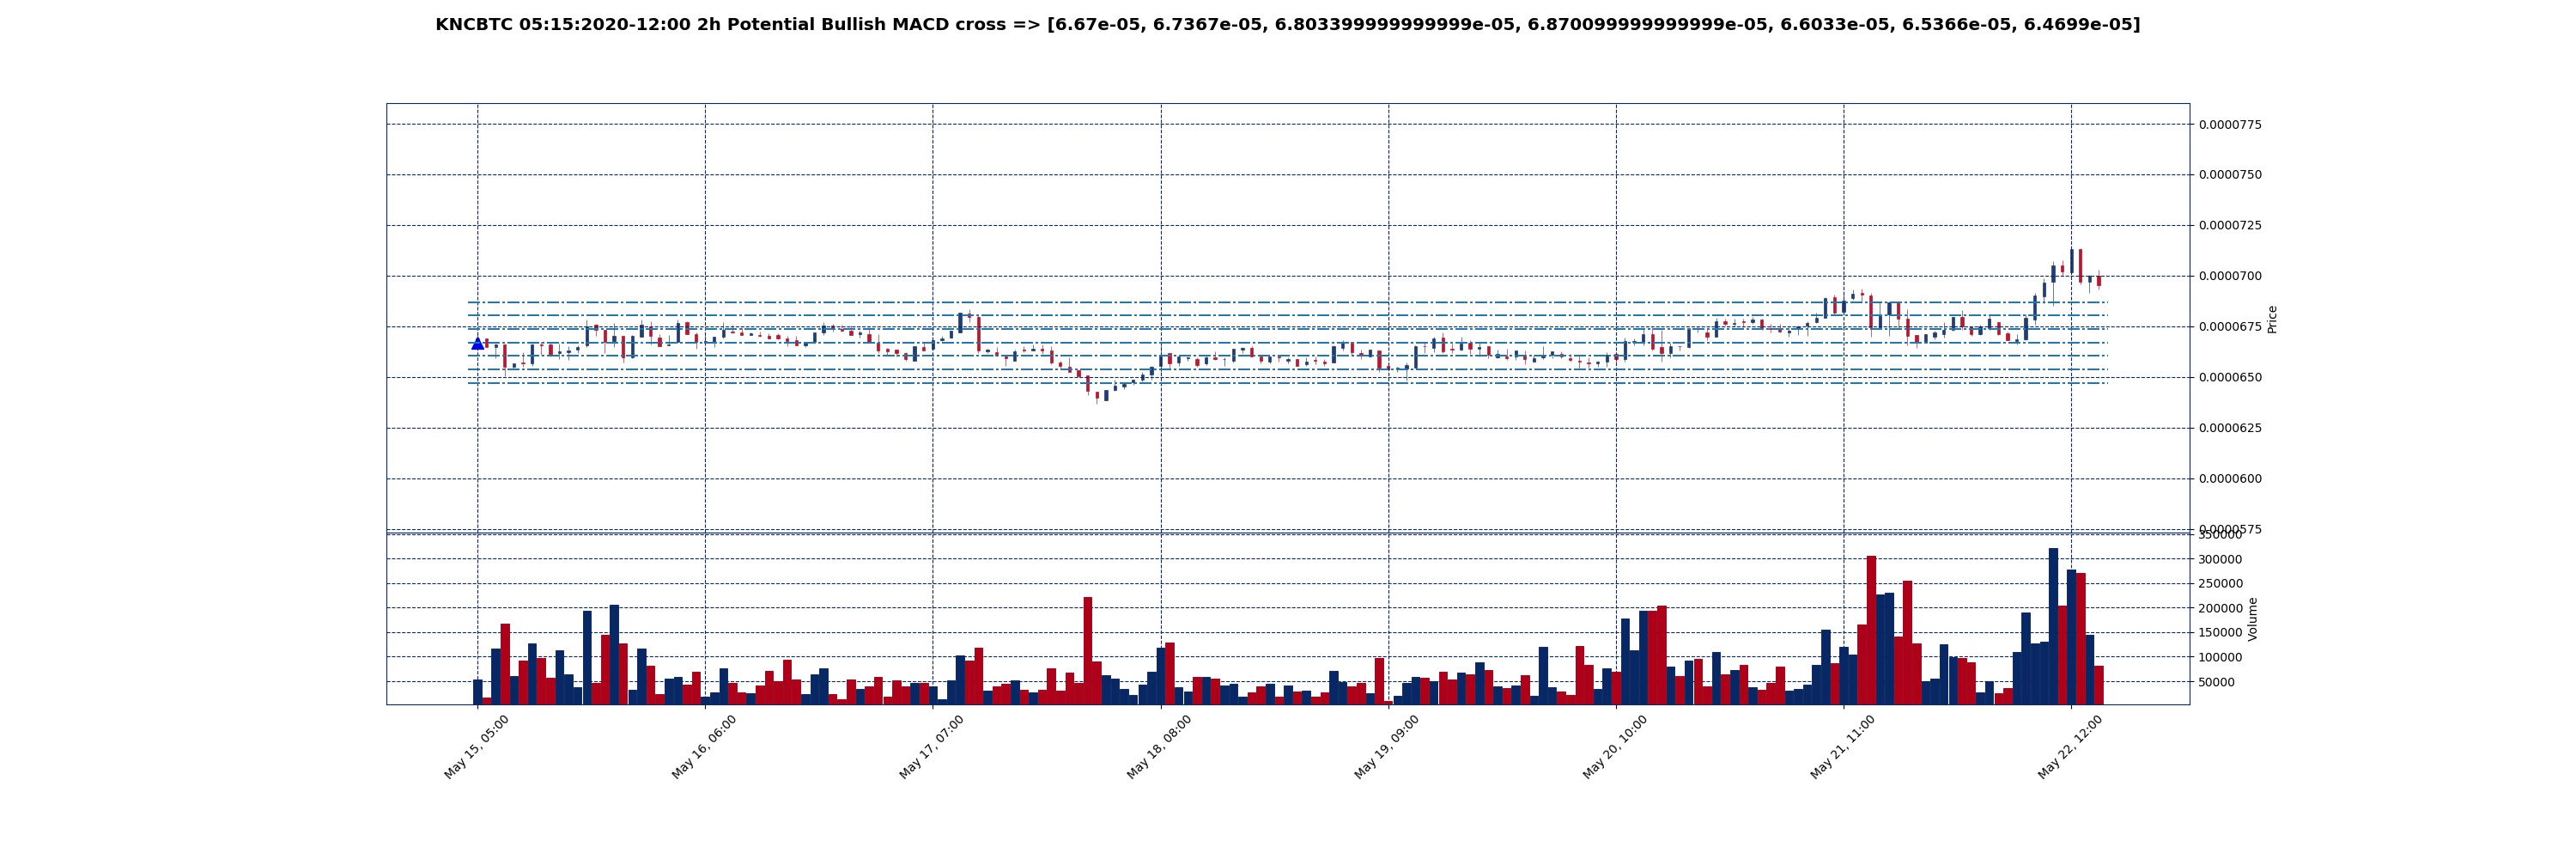 KNCBTC 05:15:2020-12:00 2h Potential Bullish MACD cross => [6.67e-05, 6.7367e-05, 6.803399999999999e-05, 6.870099999999999e-05, 6.6033e-05, 6.5366e-05, 6.4699e-05]
0.0000775
0.0000750
0.0000725
0.0000700
0.0000675
0.0000650
0.0000625
0.0000600
0.0000575
Price
350000
300000
250000
200000
150000
100000
50000
Volume
May 15, 05:00
May 16, 06:00
May 17, 07:00
May 18, 08:00
May 19, 09:00
May 20, 10:00
May 21, 11:00
May 22, 12:00